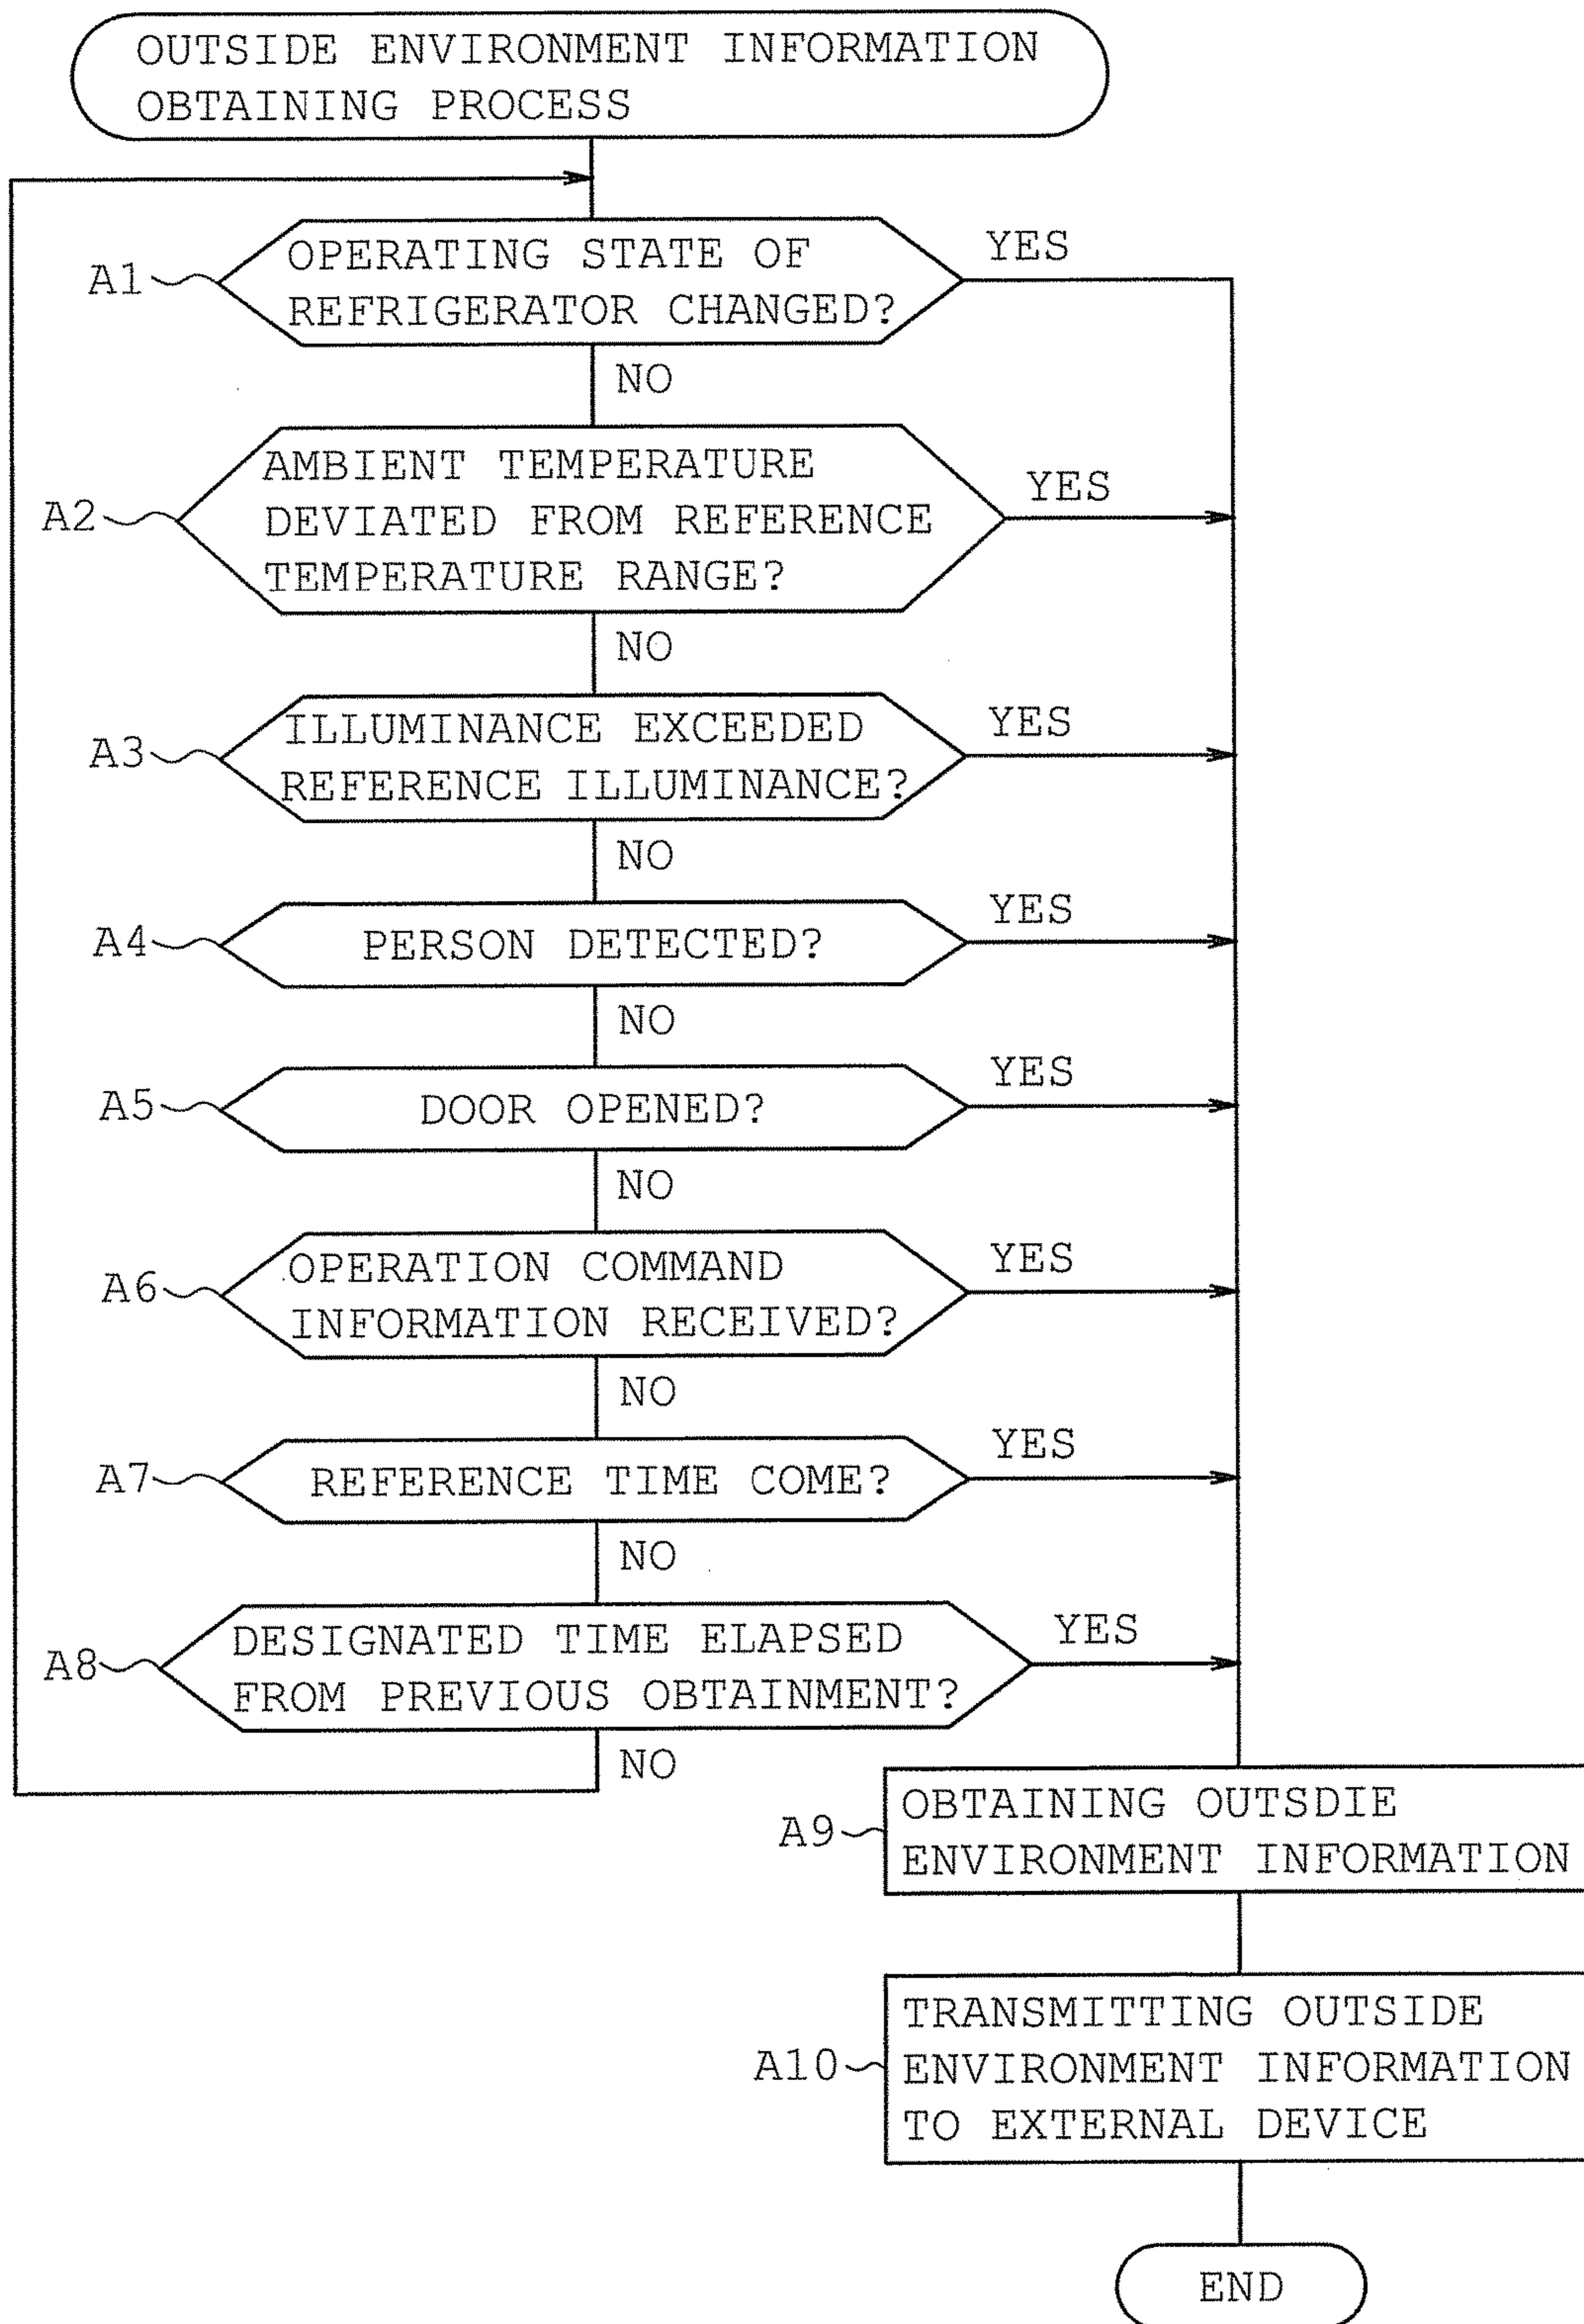 OUTSIDE ENVIRONMENT INFORMATION
OBTAINING PROCESS
A1
OPERATING STATE OF
REFRIGERATOR CHANGED?
YES
NO
A2
AMBIENT TEMPERATURE
DEVIATED FROM REFERENCE
TEMPERATURE RANGE?
YES
NO
A3
ILLUMINANCE EXCEEDED
REFERENCE ILLUMINANCE?
YES
NO
A4
PERSON DETECTED?
YES
NO
A5
DOOR OPENED?
YES
NO
A6
OPERATION COMMAND
INFORMATION RECEIVED?
YES
NO
A7
REFERENCE TIME COME?
YES
NO
A8
DESIGNATED TIME ELAPSED
FROM PREVIOUS OBTAINMENT?
YES
NO
A9
OBTAINING OUTSDIE
ENVIRONMENT INFORMATION
A10
TRANSMITTING OUTSIDE
ENVIRONMENT INFORMATION
TO EXTERNAL DEVICE
END